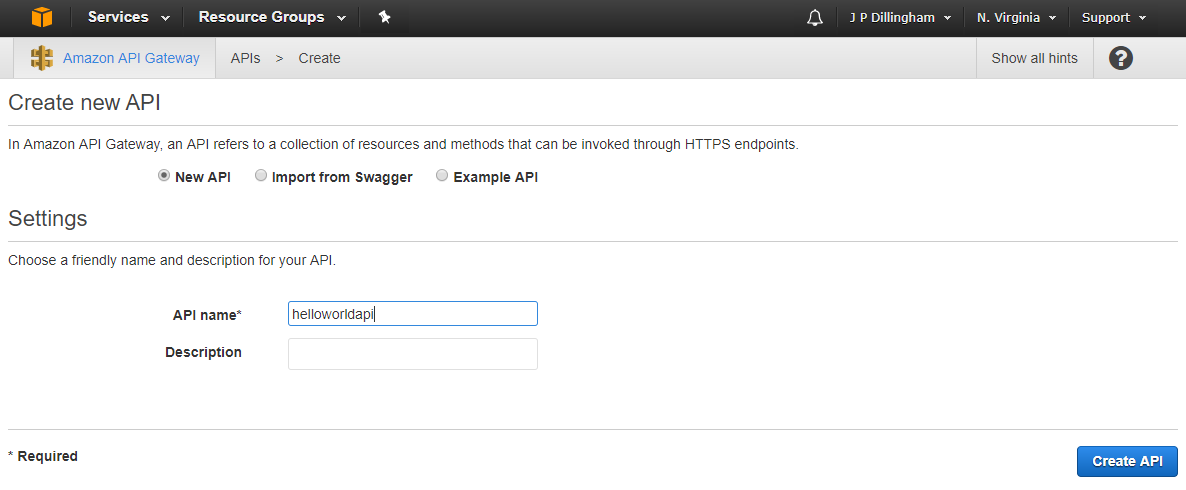 Services Resource Groups J P Dillingham N. Virginia Support
Amazon API Gateway APIs > Create Show all hints ?
Create new API
In Amazon API Gateway, an API refers to a collection of resources and methods that can be invoked through HTTPS endpoints.
New API Import from Swagger Example API
Settings
Choose a friendly name and description for your API.
API name* helloworldapi
Description
* Required Create API